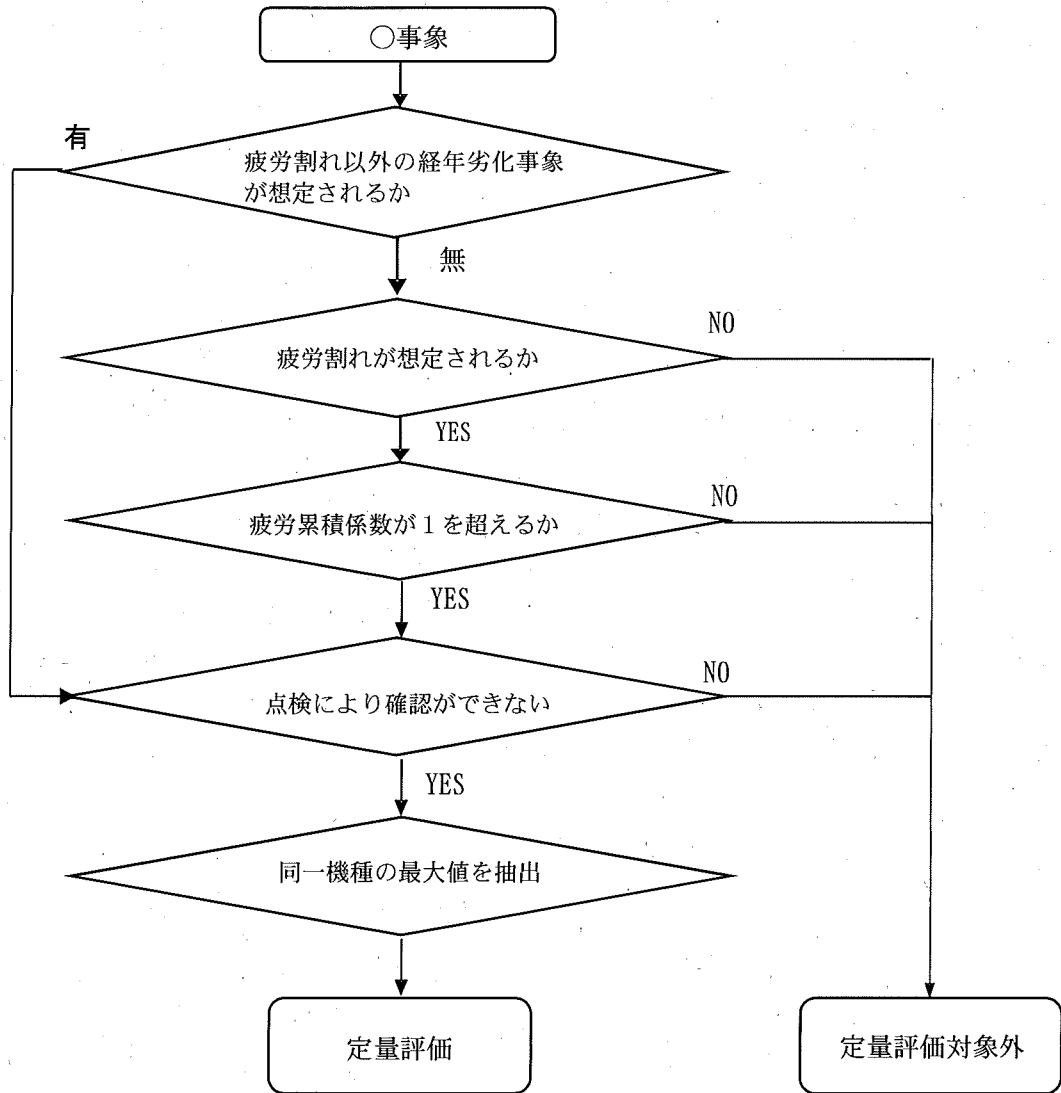 ○事象
有
疲労割れ以外の経年劣化事象
が想定されるか
無
NO
疲労割れが想定されるか
YES
NO
疲労累積係数が1を超えるか
YES
NO
点検により確認ができない
YES
同一機種の最大値を抽出
定量評価
定量評価対象外